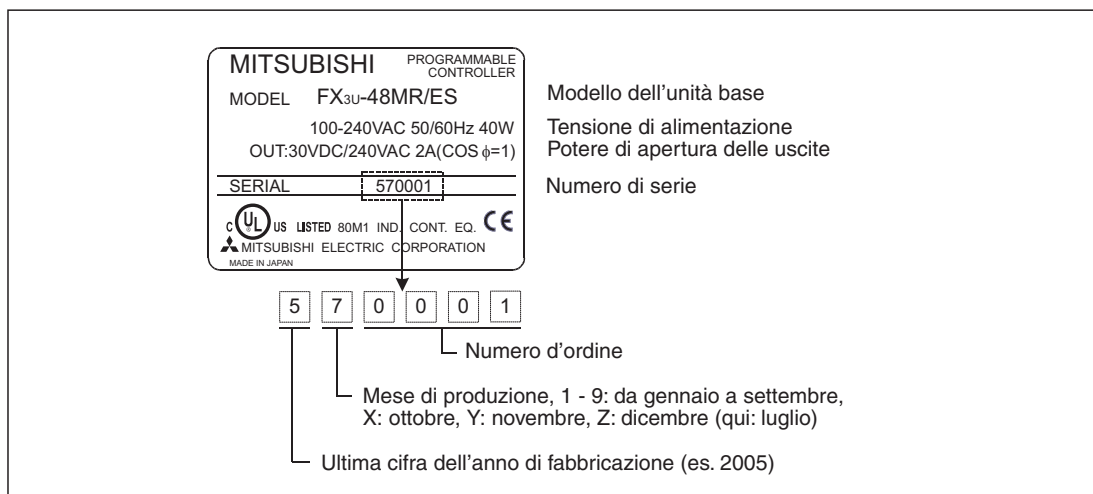 MITSUBISHI PROGRAMMABLE CONTROLLER
MODEL FX3U-48MR/ES Modello dell'unità base
100-240VAC 50/60Hz 40W Tensione di alimentazione
OUT:30VDC/240VAC 2A(COS ϕ=1) Potere di apertura delle uscite
SERIAL 570001 Numero di serie
C UL US LISTED 80M1 IND. CONT. EQ. CE
MITSUBISHI ELECTRIC CORPORATION
MADE IN JAPAN
5 7 0 0 0 1
Numero d'ordine
Mese di produzione, 1 - 9: da gennaio a settembre,
X: ottobre, Y: novembre, Z: dicembre (qui: luglio)
Ultima cifra dell'anno di fabbricazione (es. 2005)